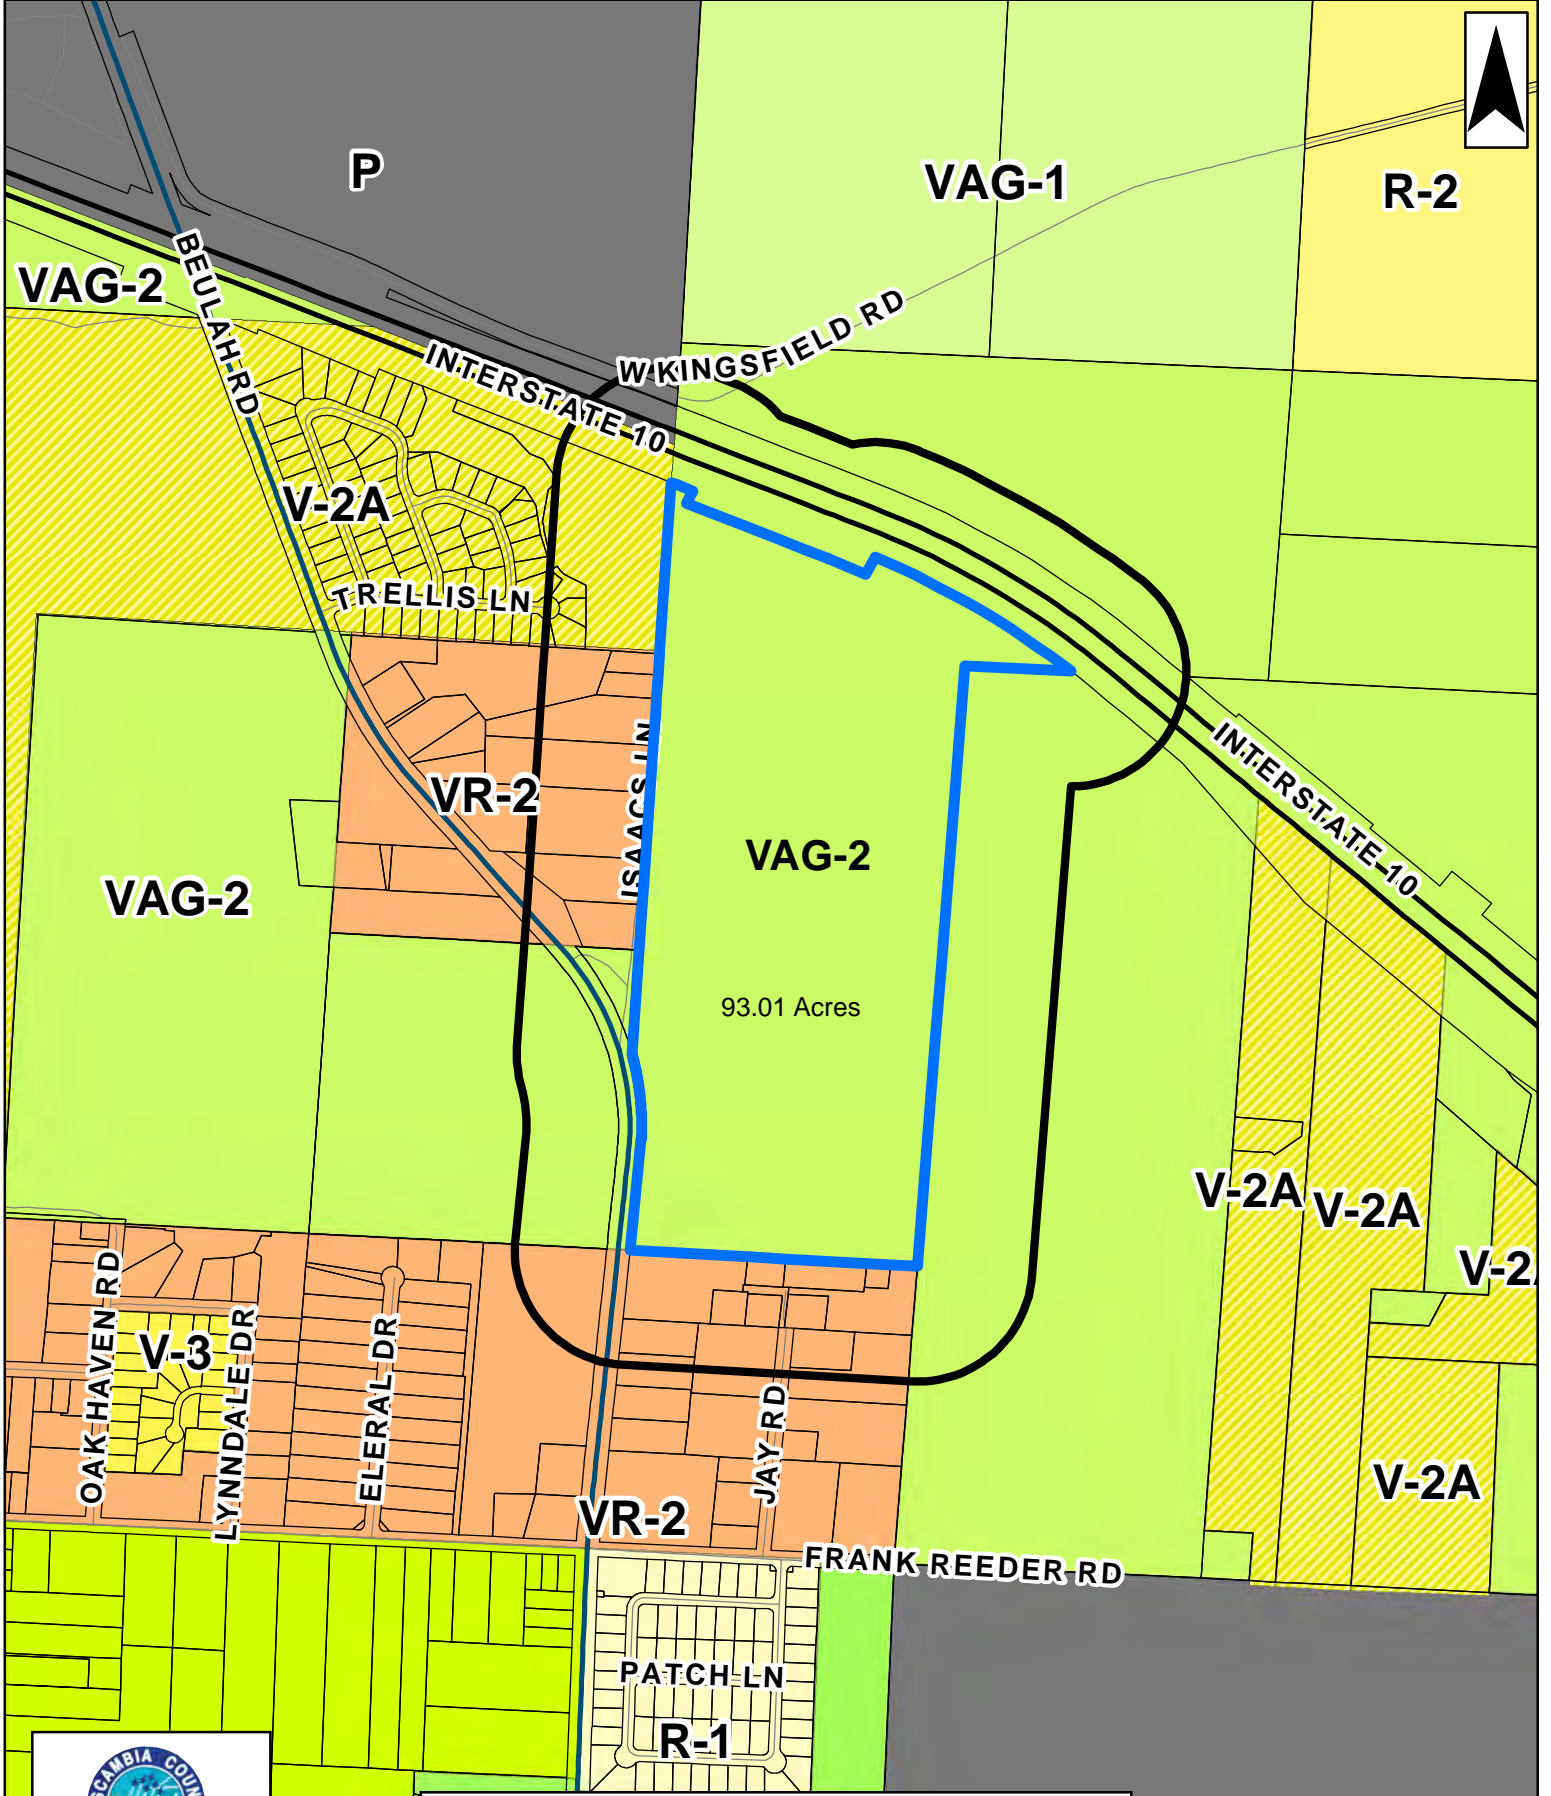 P
VAG-1
R-2
VAG-2
BEULAH RD
INTERSTATE 10
W KINGSFIELD RD
V-2A
TRELLIS LN
VR-2
ISAACS LN
INTERSTATE 10
VAG-2
VAG-2
93.01 Acres
V-2A
V-2A
OAK HAVEN RD
V-3
LYNNDALE DR
ELERAL DR
JAY RD
V-2A
VR-2
FRANK REEDER RD
PATCH LN
R-1